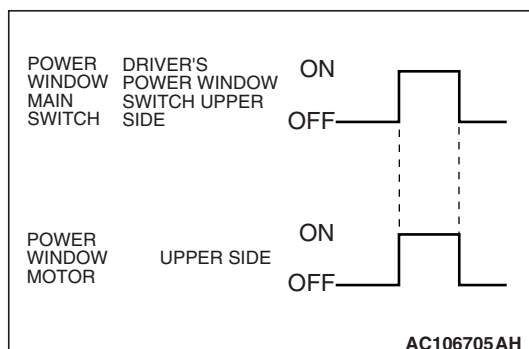 POWER WINDOW MAIN SWITCH
DRIVER'S POWER WINDOW SWITCH UPPER SIDE
ON
OFF
POWER WINDOW MOTOR
UPPER SIDE
ON
OFF
AC106705AH